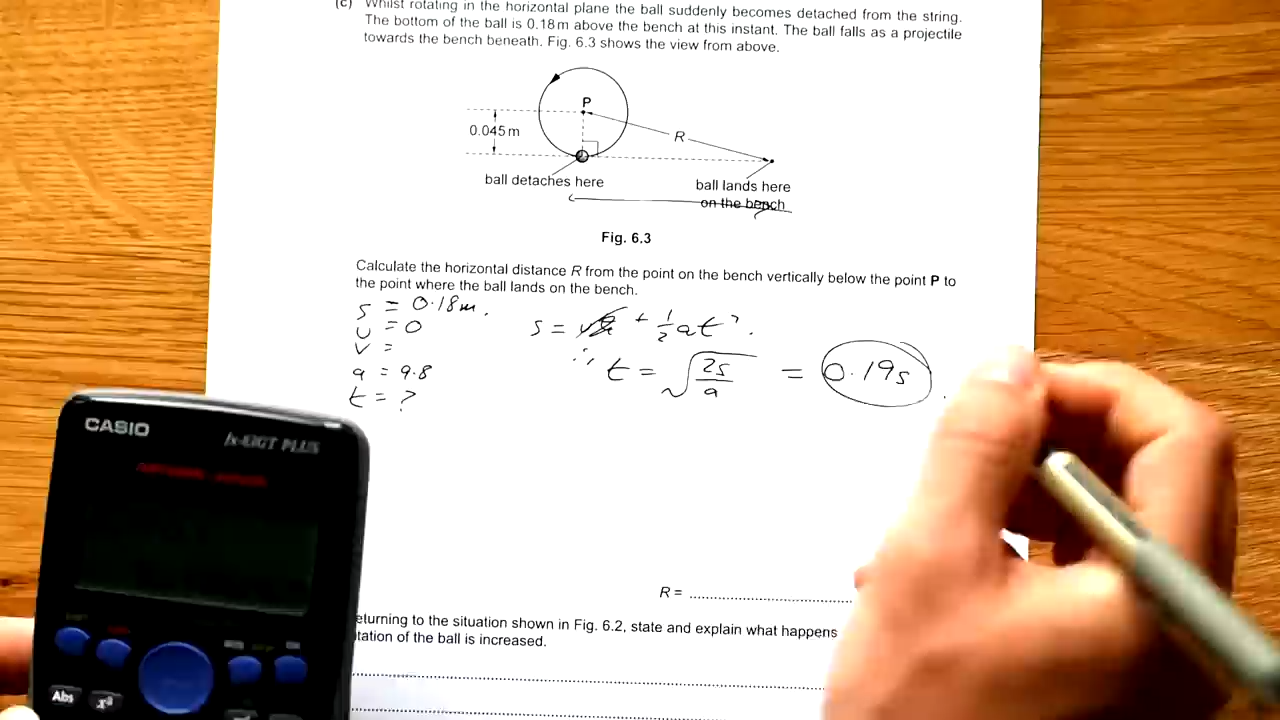 (c) Whilst rotating in the horizontal plane the ball suddenly becomes detached from the string.
The bottom of the ball is 0.18 m above the bench at this instant. The ball falls as a projectile
towards the bench beneath. Fig. 6.3 shows the view from above.
P
0.045 m
R
ball detaches here
ball lands here
on the bench
Fig. 6.3
Calculate the horizontal distance R from the point on the bench vertically below the point P to
the point where the ball lands on the bench.
s = 0.18m.
u = 0
v =
a = 9.8
t = ?
s = ut + ½at².
∴ t = √(2s/a) = 0.19s
CASIO
PLUS
R = ..............................
eturning to the situation shown in Fig. 6.2, state and explain what happens
tation of the ball is increased.
Abs
x³